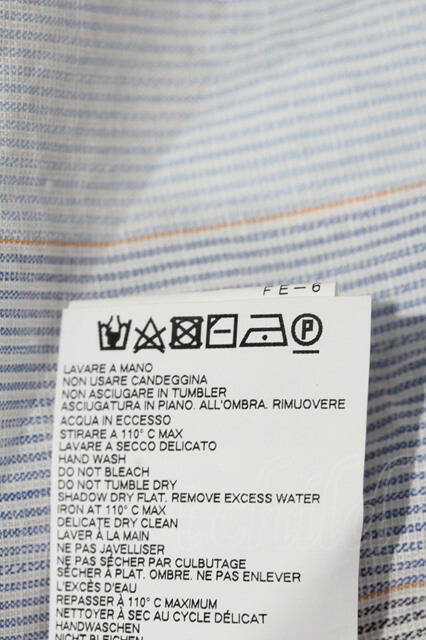 FE-6
P
LAVARE A MANO
NON USARE CANDEGGINA
NON ASCIUGARE IN TUMBLER
ASCIUGATURA IN PIANO. ALL'OMBRA. RIMUOVERE
ACQUA IN ECCESSO
STIRARE A 110° C MAX
LAVARE A SECCO DELICATO
HAND WASH
DO NOT BLEACH
DO NOT TUMBLE DRY
SHADOW DRY FLAT. REMOVE EXCESS WATER
IRON AT 110° C MAX
DELICATE DRY CLEAN
LAVER À LA MAIN
NE PAS JAVELLISER
NE PAS SÉCHER PAR CULBUTAGE
SÉCHER À PLAT. OMBRE. NE PAS ENLEVER
L'EXCÈS D'EAU
REPASSER À 110° C MAXIMUM
NETTOYER À SEC AU CYCLE DÉLICAT
HANDWASCHEN
NICHT BLEICHEN